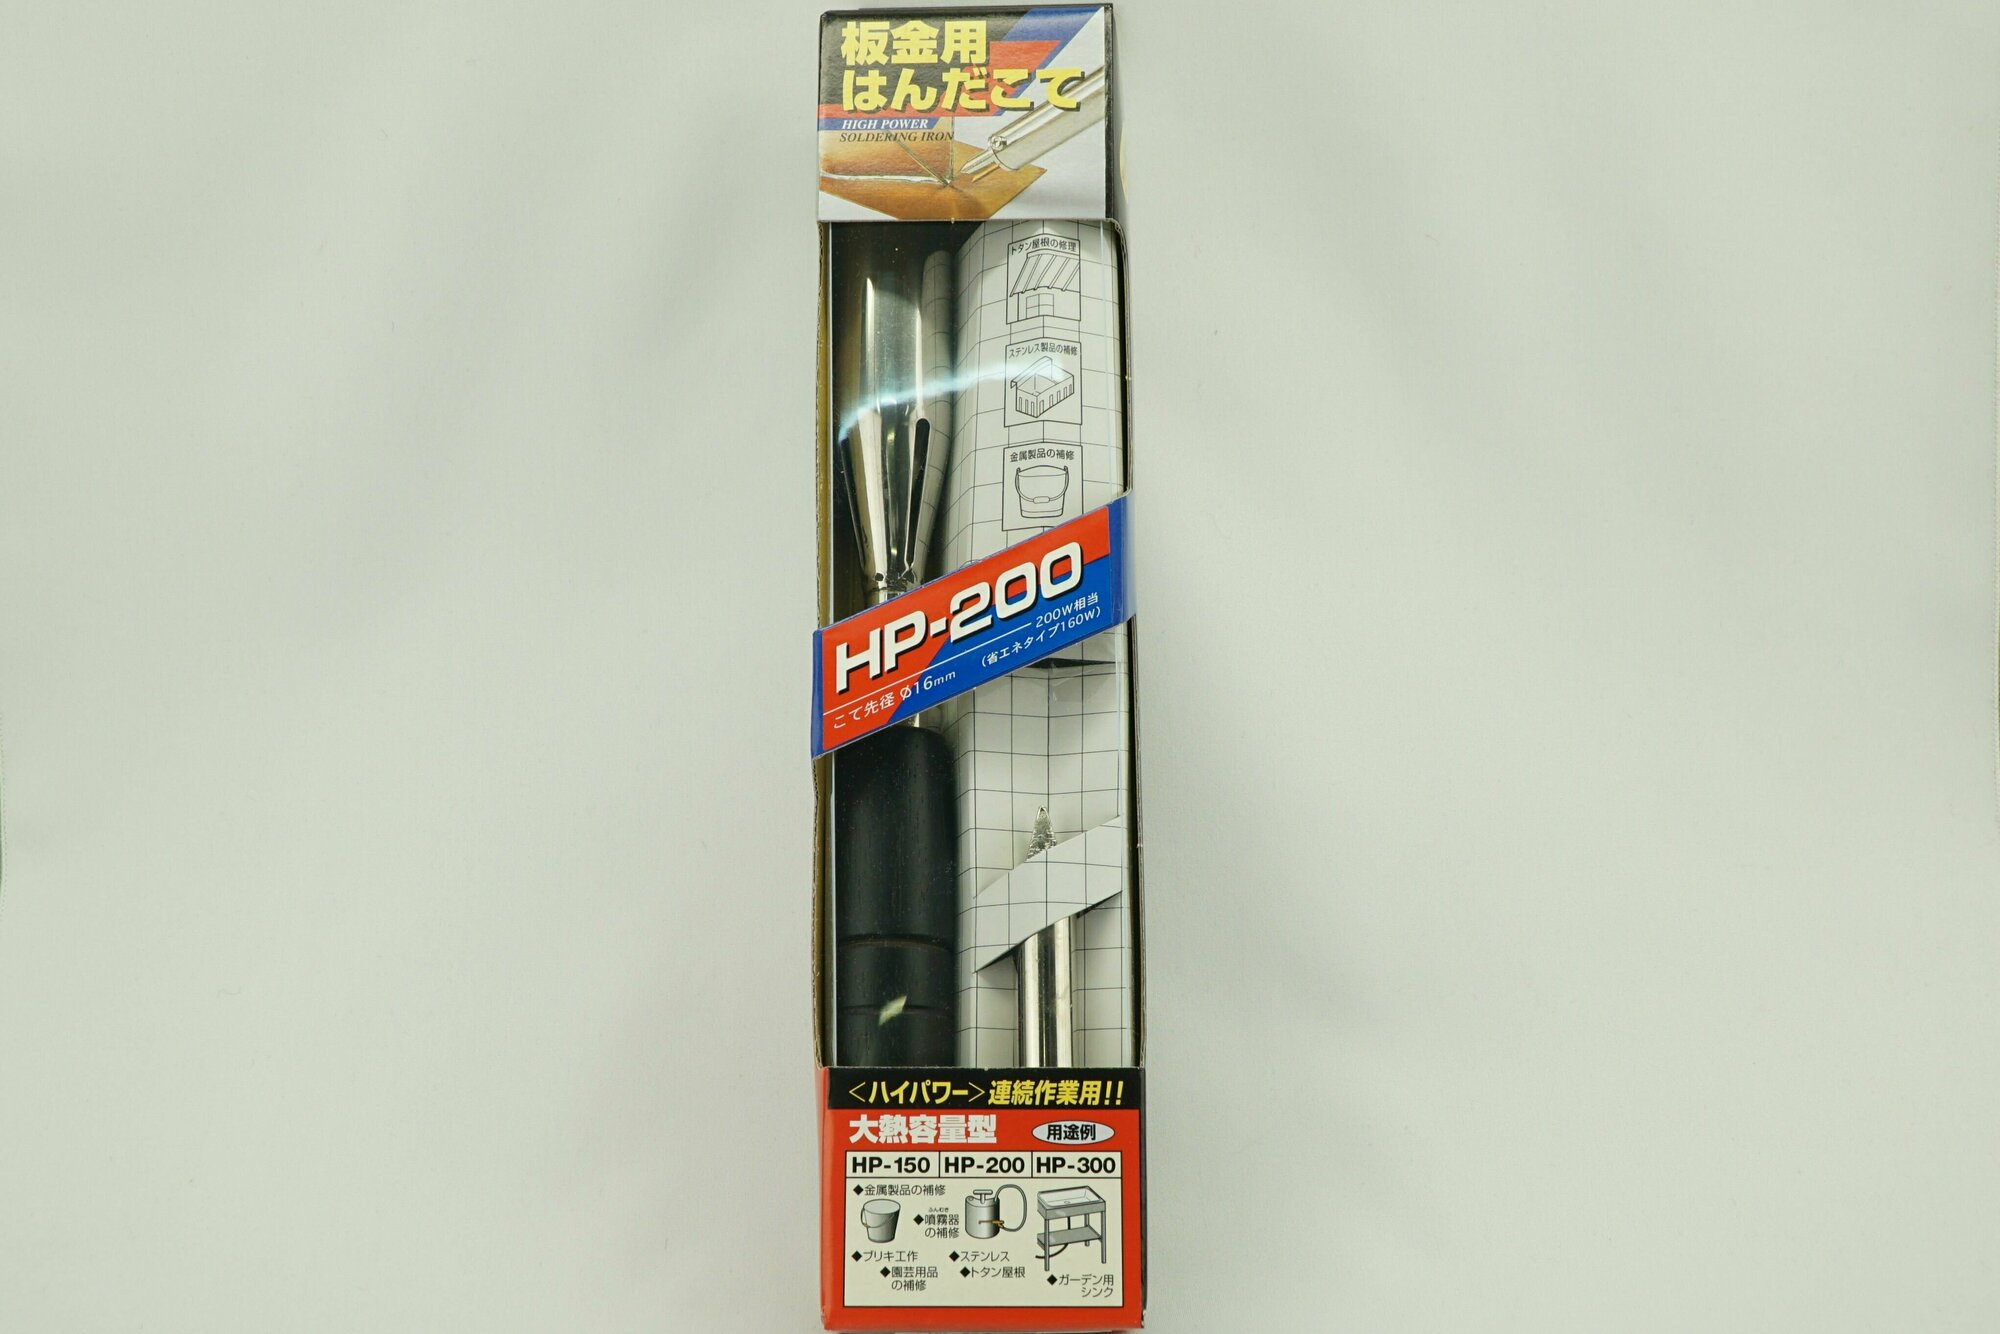 板金用
はんだこて
HIGH POWER
SOLDERING IRON
トタン屋根の修理
ステンレス製品の補修
金属製品の補修
HP-200
200W相当
(省エネタイプ160W)
こて先径 φ16mm
<ハイパワー>連続作業用!!
大熱容量型
用途例
HP-150 HP-200 HP-300
◆金属製品の補修
ふんむき
◆噴霧器
の補修
◆ブリキ工作
◆ステンレス
◆園芸用品
の補修
◆トタン屋根
◆ガーデン用
シンク